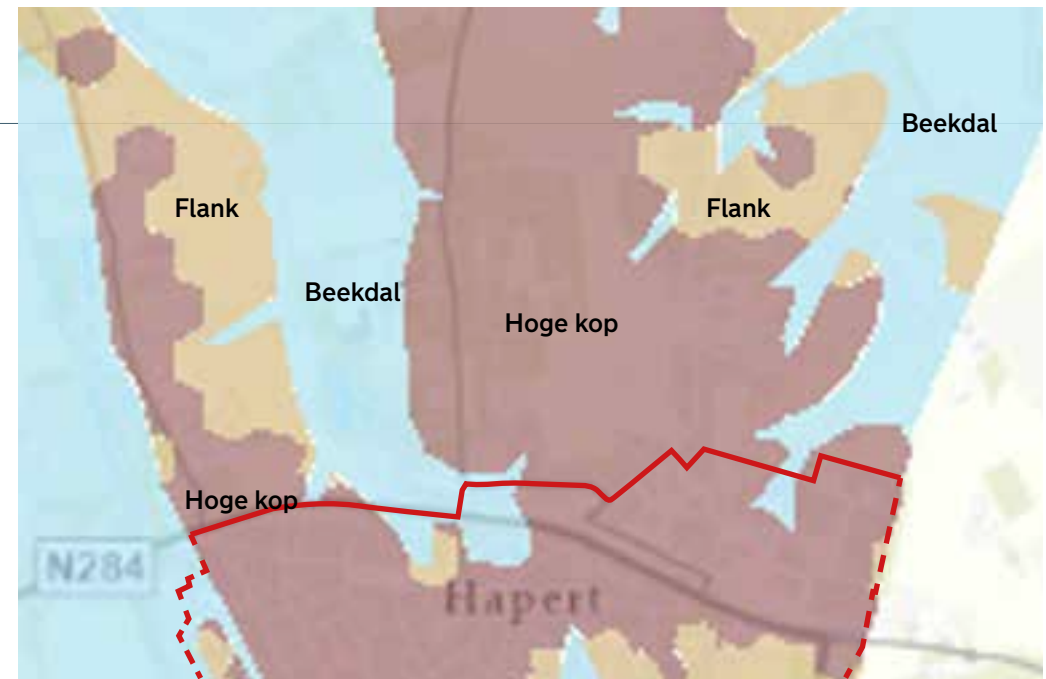 Beekdal
Flank
Flank
Beekdal
Hoge kop
Hoge kop
N284
Hapert